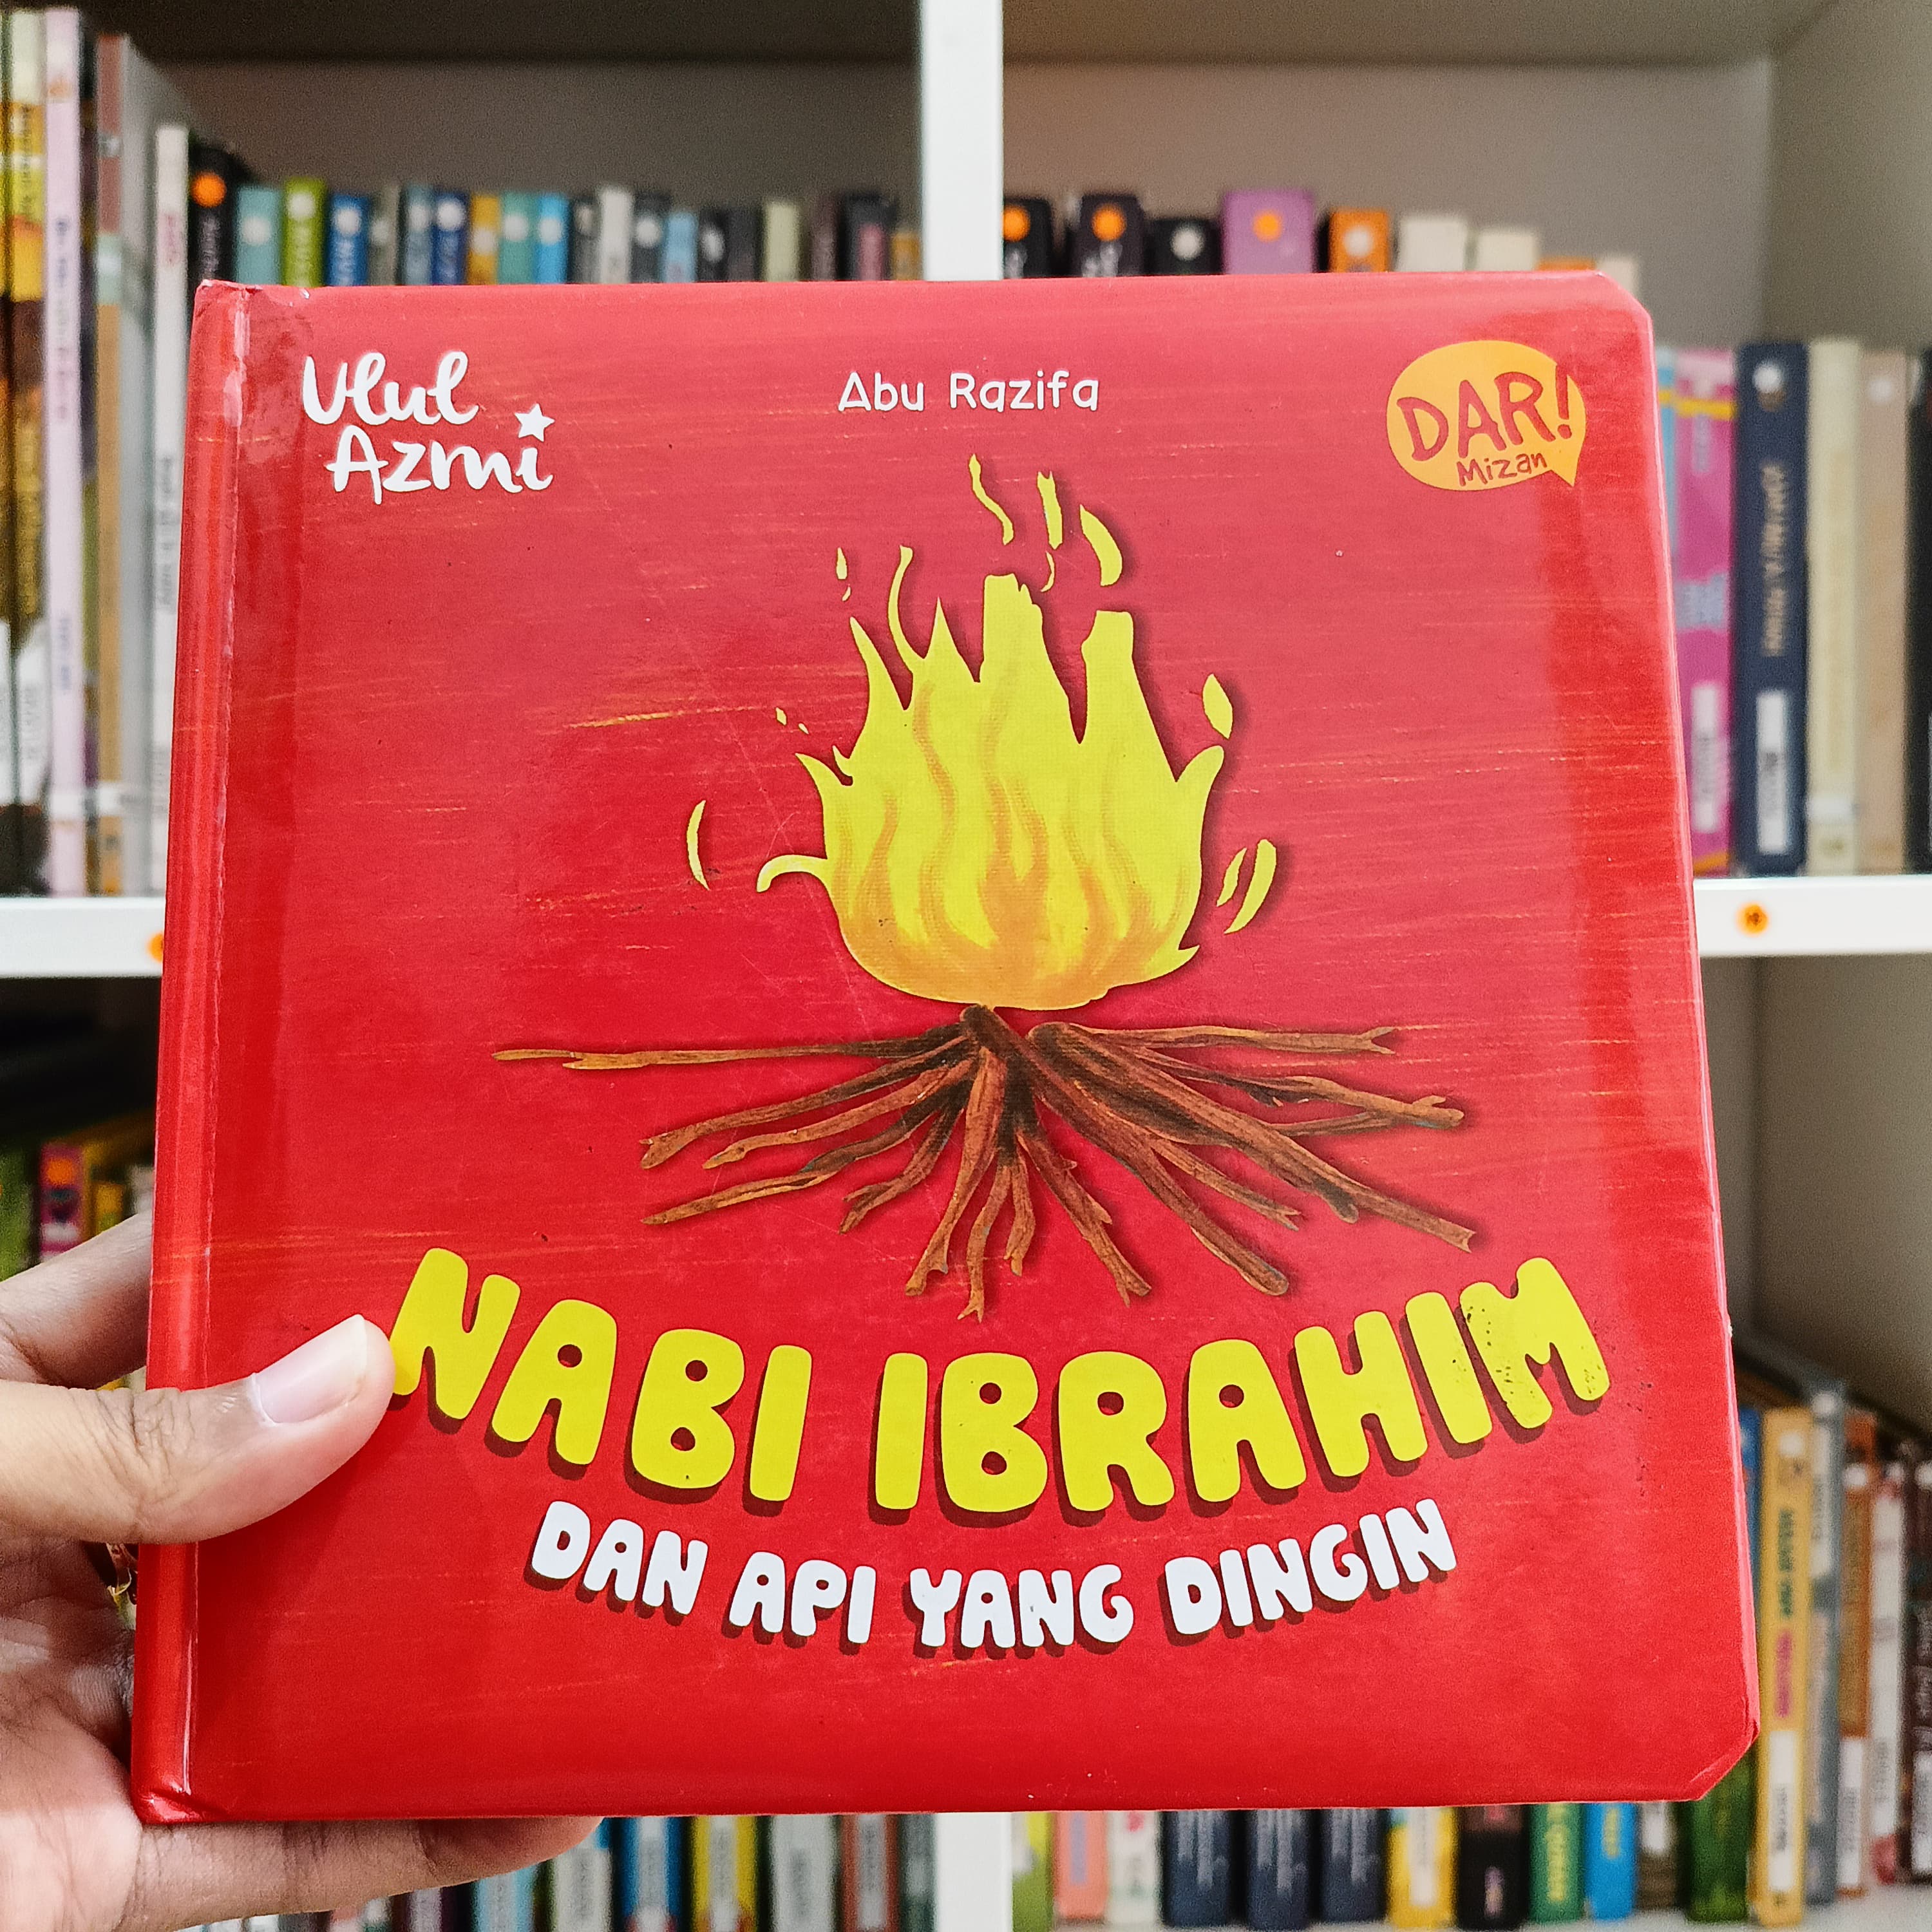 Ulul
Azmi
Abu Razifa
DAR!
Mizan
NABI IBRAHIM
DAN API YANG DINGIN